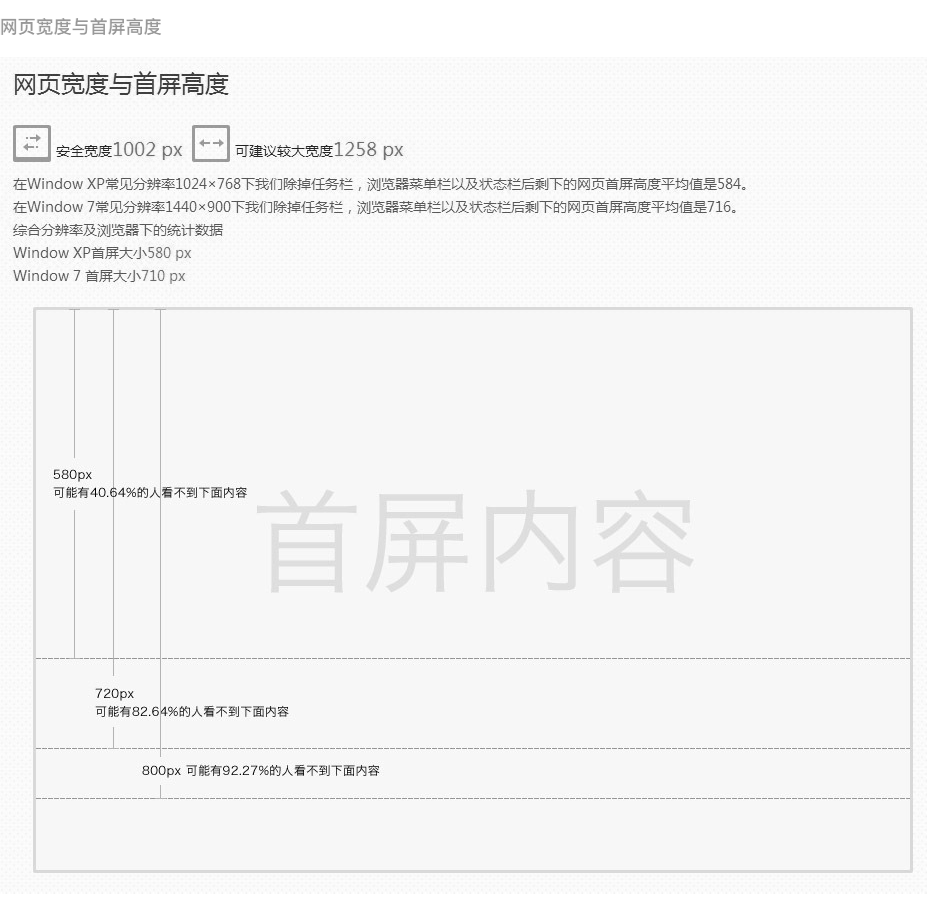 网页宽度与首屏高度
网页宽度与首屏高度
安全宽度1002 px 可建议较大宽度1258 px
在Window XP常见分辨率1024×768下我们除掉任务栏，浏览器菜单栏以及状态栏后剩下的网页首屏高度平均值是584。
在Window 7常见分辨率1440×900下我们除掉任务栏，浏览器菜单栏以及状态栏后剩下的网页首屏高度平均值是716。
综合分辨率及浏览器下的统计数据
Window XP首屏大小580 px
Window 7 首屏大小710 px
580px
可能有40.64%的人看不到下面内容
首屏内容
720px
可能有82.64%的人看不到下面内容
800px 可能有92.27%的人看不到下面内容